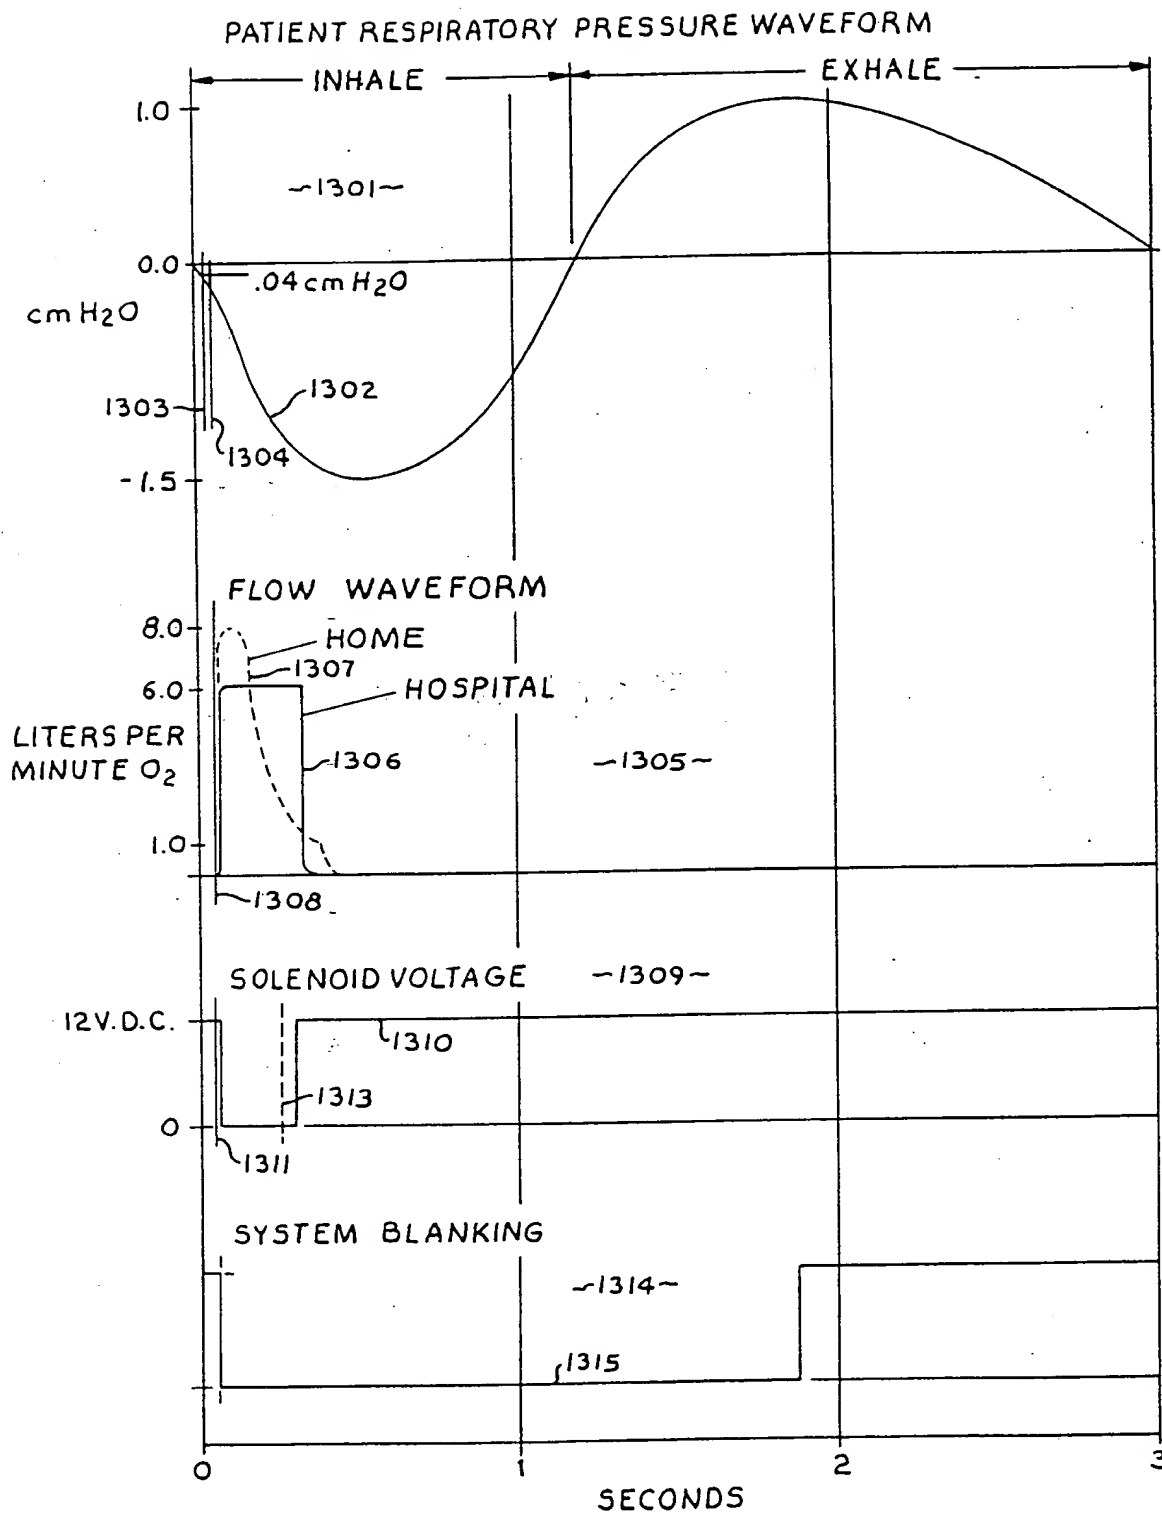 PATIENT RESPIRATORY PRESSURE WAVEFORM
INHALE
EXHALE
1.0
~1301~
0.0
.04 cm H2O
cm H2O
1302
1303
1304
-1.5
FLOW WAVEFORM
8.0
HOME
1307
6.0
HOSPITAL
LITERS PER
MINUTE O2
1306
~1305~
1.0
1308
SOLENOID VOLTAGE
~1309~
12V.D.C.
1310
1313
0
1311
SYSTEM BLANKING
~1314~
1315
0
1
2
3
SECONDS